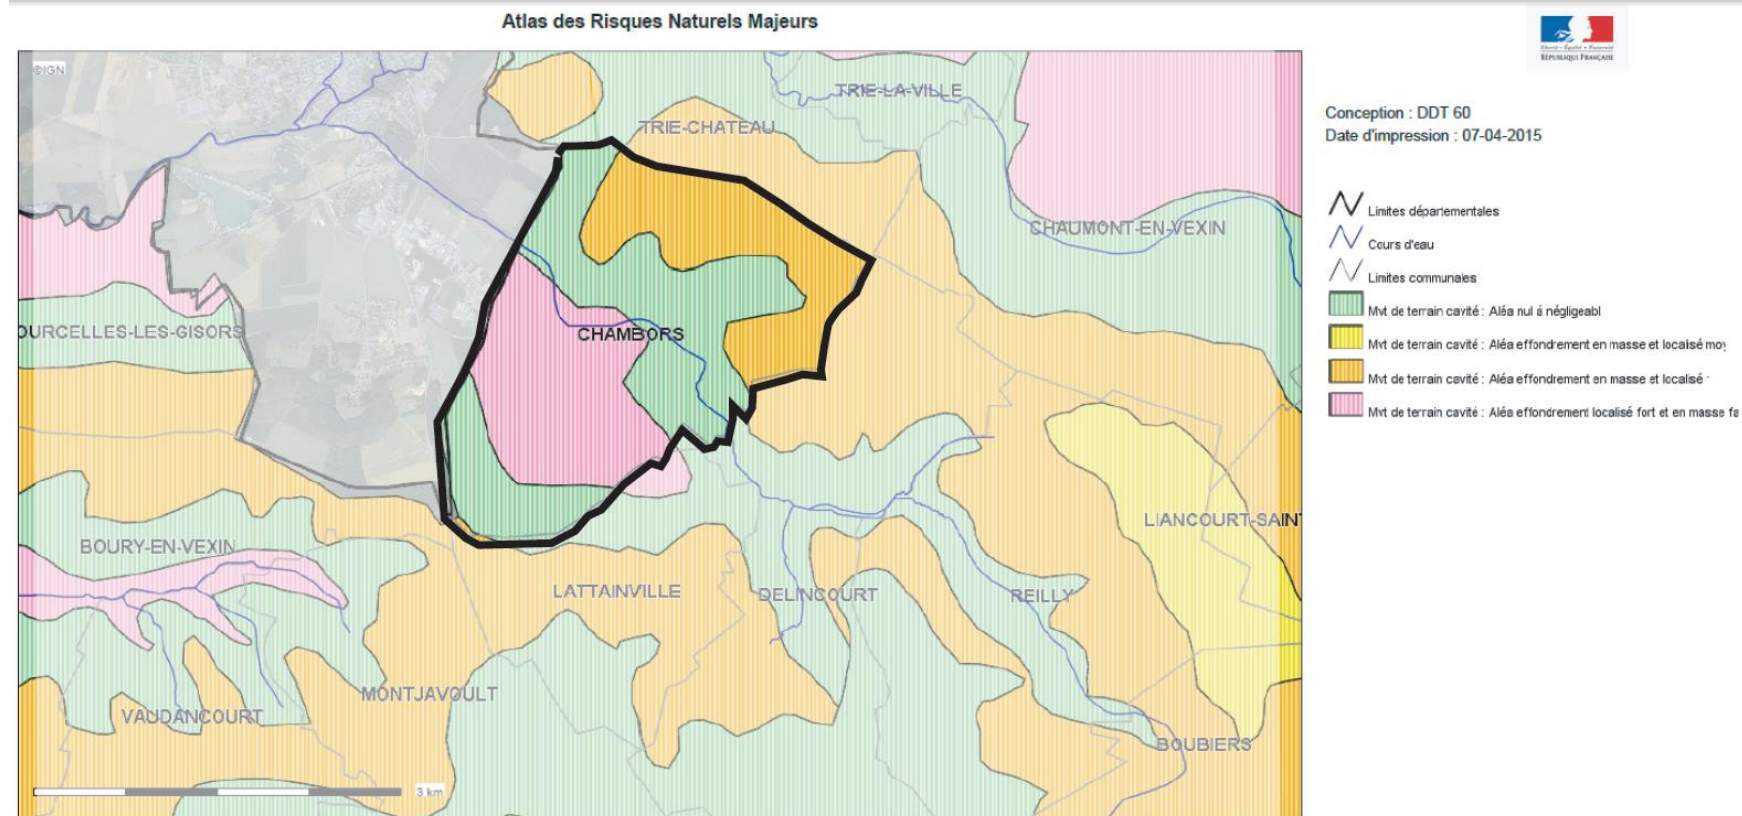 Atlas des Risques Naturels Majeurs
Liberté • Égalité • Fraternité
RÉPUBLIQUE FRANÇAISE
Conception : DDT 60
Date d'impression : 07-04-2015
Limites départementales
Cours d'eau
Limites communales
Mvt de terrain cavité : Aléa nul à négligeabl
Mvt de terrain cavité : Aléa effondrement en masse et localisé moy
Mvt de terrain cavité : Aléa effondrement en masse et localisé
Mvt de terrain cavité : Aléa effondrement localisé fort et en masse fa
©IGN
TRIE-LA-VILLE
TRIE-CHATEAU
CHAUMONT-EN-VEXIN
OURCELLES-LES-GISORS
CHAMBORS
LIANCOURT-SAINT
BOURY-EN-VEXIN
LATTAINVILLE
DELINCOURT
REILLY
MONTJAVOULT
VAUDANCOURT
BOUBIERS
3 km